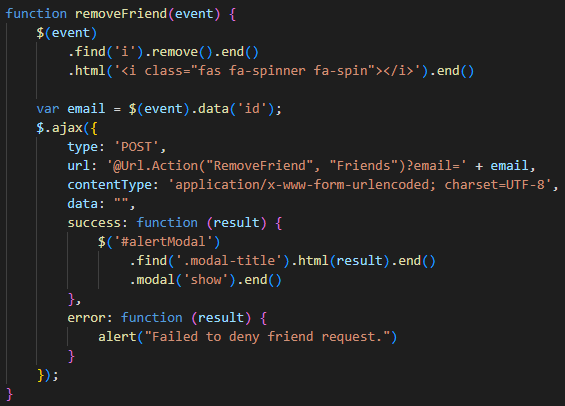 function removeFriend(event) {
    $(event)
        .find('i').remove().end()
        .html('<i class="fas fa-spinner fa-spin"></i>').end()

    var email = $(event).data('id');
    $.ajax({
        type: 'POST',
        url: '@Url.Action("RemoveFriend", "Friends")?email=' + email,
        contentType: 'application/x-www-form-urlencoded; charset=UTF-8',
        data: "",
        success: function (result) {
            $('#alertModal')
                .find('.modal-title').html(result).end()
                .modal('show').end()
        },
        error: function (result) {
            alert("Failed to deny friend request.")
        }
    });
}